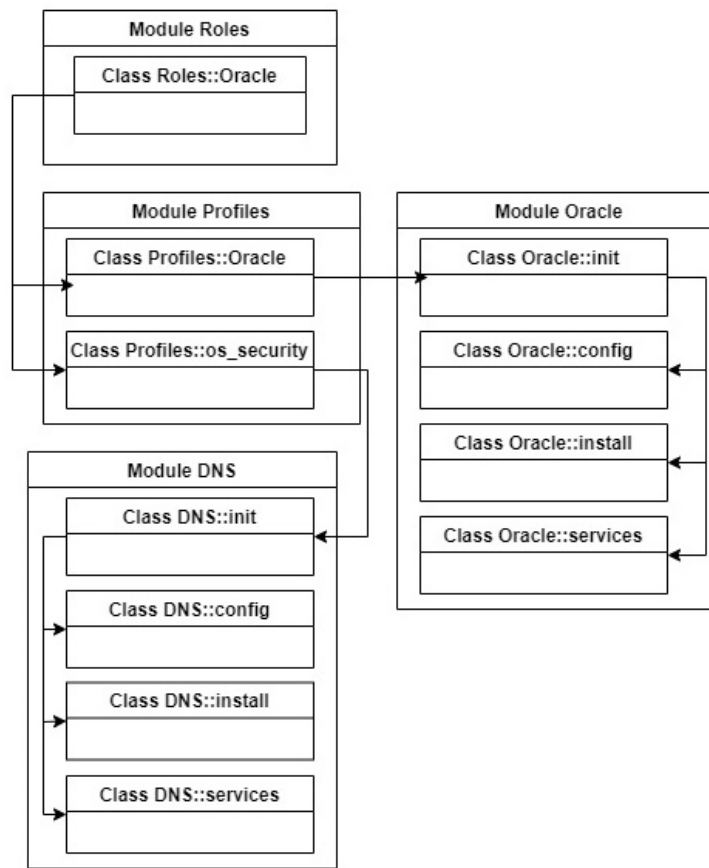 Module Roles
Class Roles::Oracle
Module Profiles
Class Profiles::Oracle
Class Profiles::os_security
Module Oracle
Class Oracle::init
Class Oracle::config
Class Oracle::install
Class Oracle::services
Module DNS
Class DNS::init
Class DNS::config
Class DNS::install
Class DNS::services